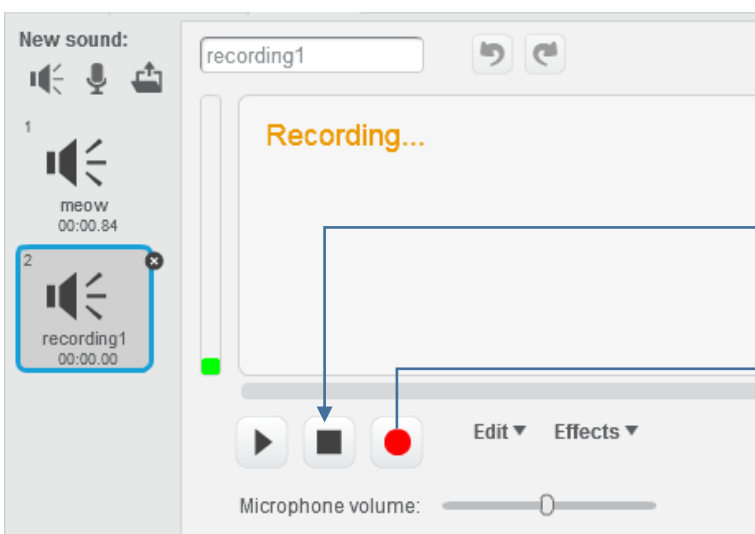 New sound:
1
meow
00:00.84
2
recording1
00:00.00
recording1
Recording...
Edit Effects
Microphone volume: